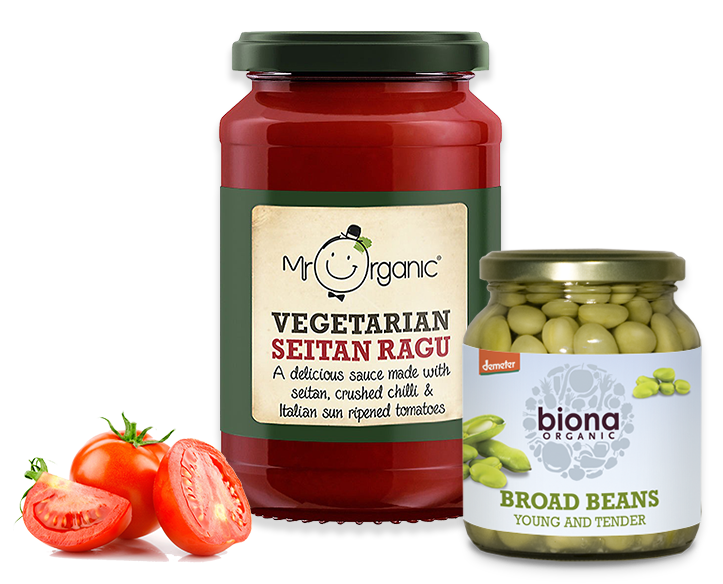 Mr Organic®
VEGETARIAN
SEITAN RAGU
A delicious sauce made with
seitan, crushed chilli &
Italian sun ripened tomatoes
demeter
biona
ORGANIC
BROAD BEANS
YOUNG AND TENDER